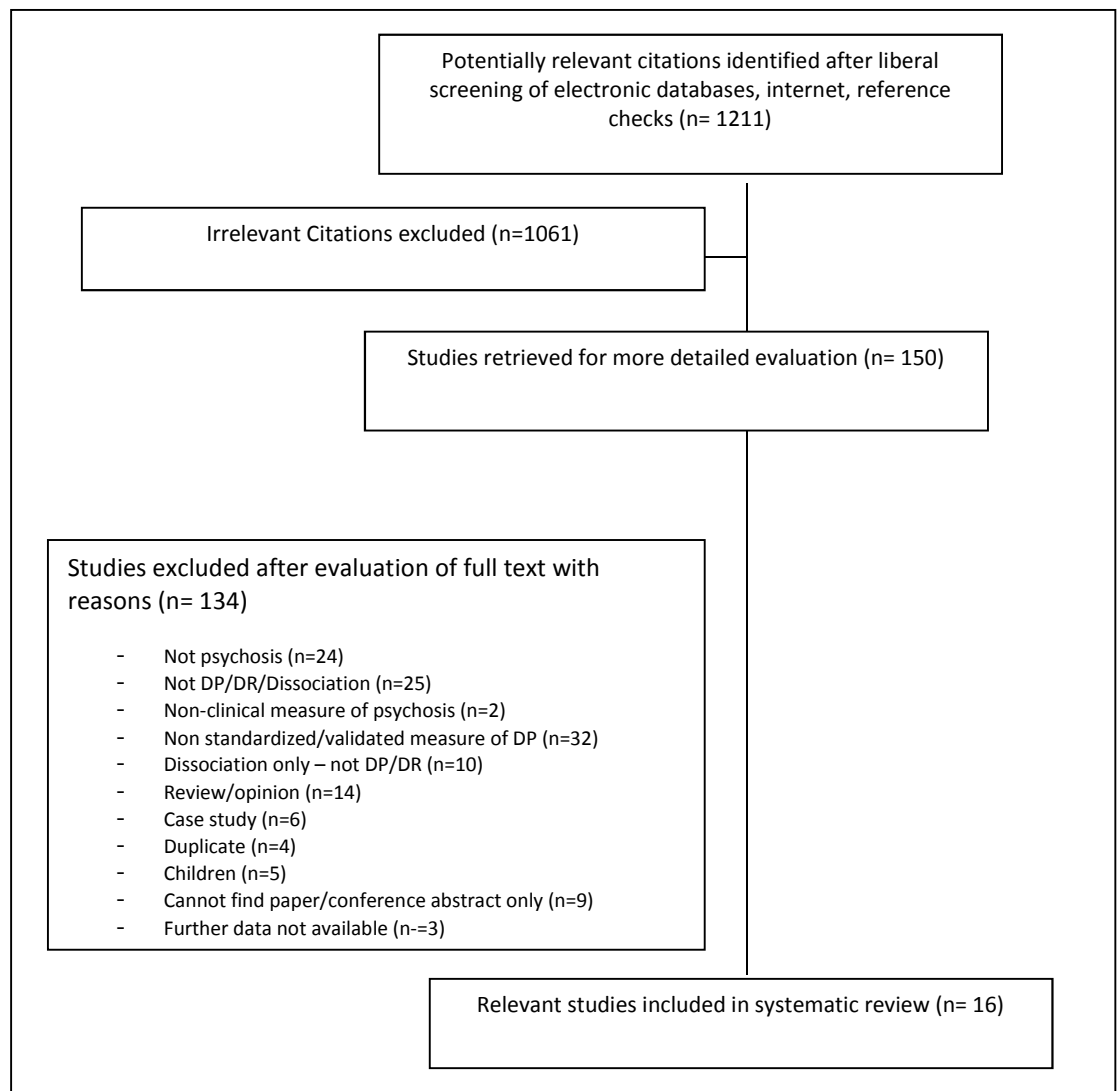 Potentially relevant citations identified after liberal
screening of electronic databases, internet, reference
checks (n= 1211)
Irrelevant Citations excluded (n=1061)
Studies retrieved for more detailed evaluation (n= 150)
Studies excluded after evaluation of full text with
reasons (n= 134)
- Not psychosis (n=24)
- Not DP/DR/Dissociation (n=25)
- Non-clinical measure of psychosis (n=2)
- Non standardized/validated measure of DP (n=32)
- Dissociation only – not DP/DR (n=10)
- Review/opinion (n=14)
- Case study (n=6)
- Duplicate (n=4)
- Children (n=5)
- Cannot find paper/conference abstract only (n=9)
- Further data not available (n-=3)
Relevant studies included in systematic review (n= 16)